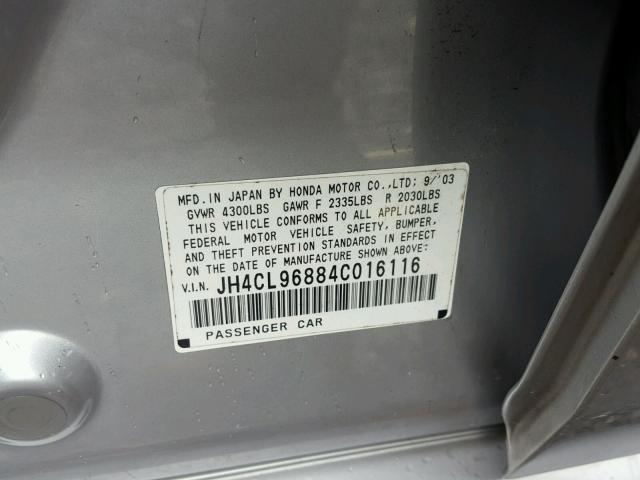 MFD. IN JAPAN BY HONDA MOTOR CO., LTD; 9/'03
GVWR 4300LBS GAWR F 2335LBS R 2030LBS
THIS VEHICLE CONFORMS TO ALL APPLICABLE
FEDERAL MOTOR VEHICLE SAFETY, BUMPER,
AND THEFT PREVENTION STANDARDS IN EFFECT
ON THE DATE OF MANUFACTURE SHOWN ABOVE:
V.I.N. JH4CL96884C016116
PASSENGER CAR